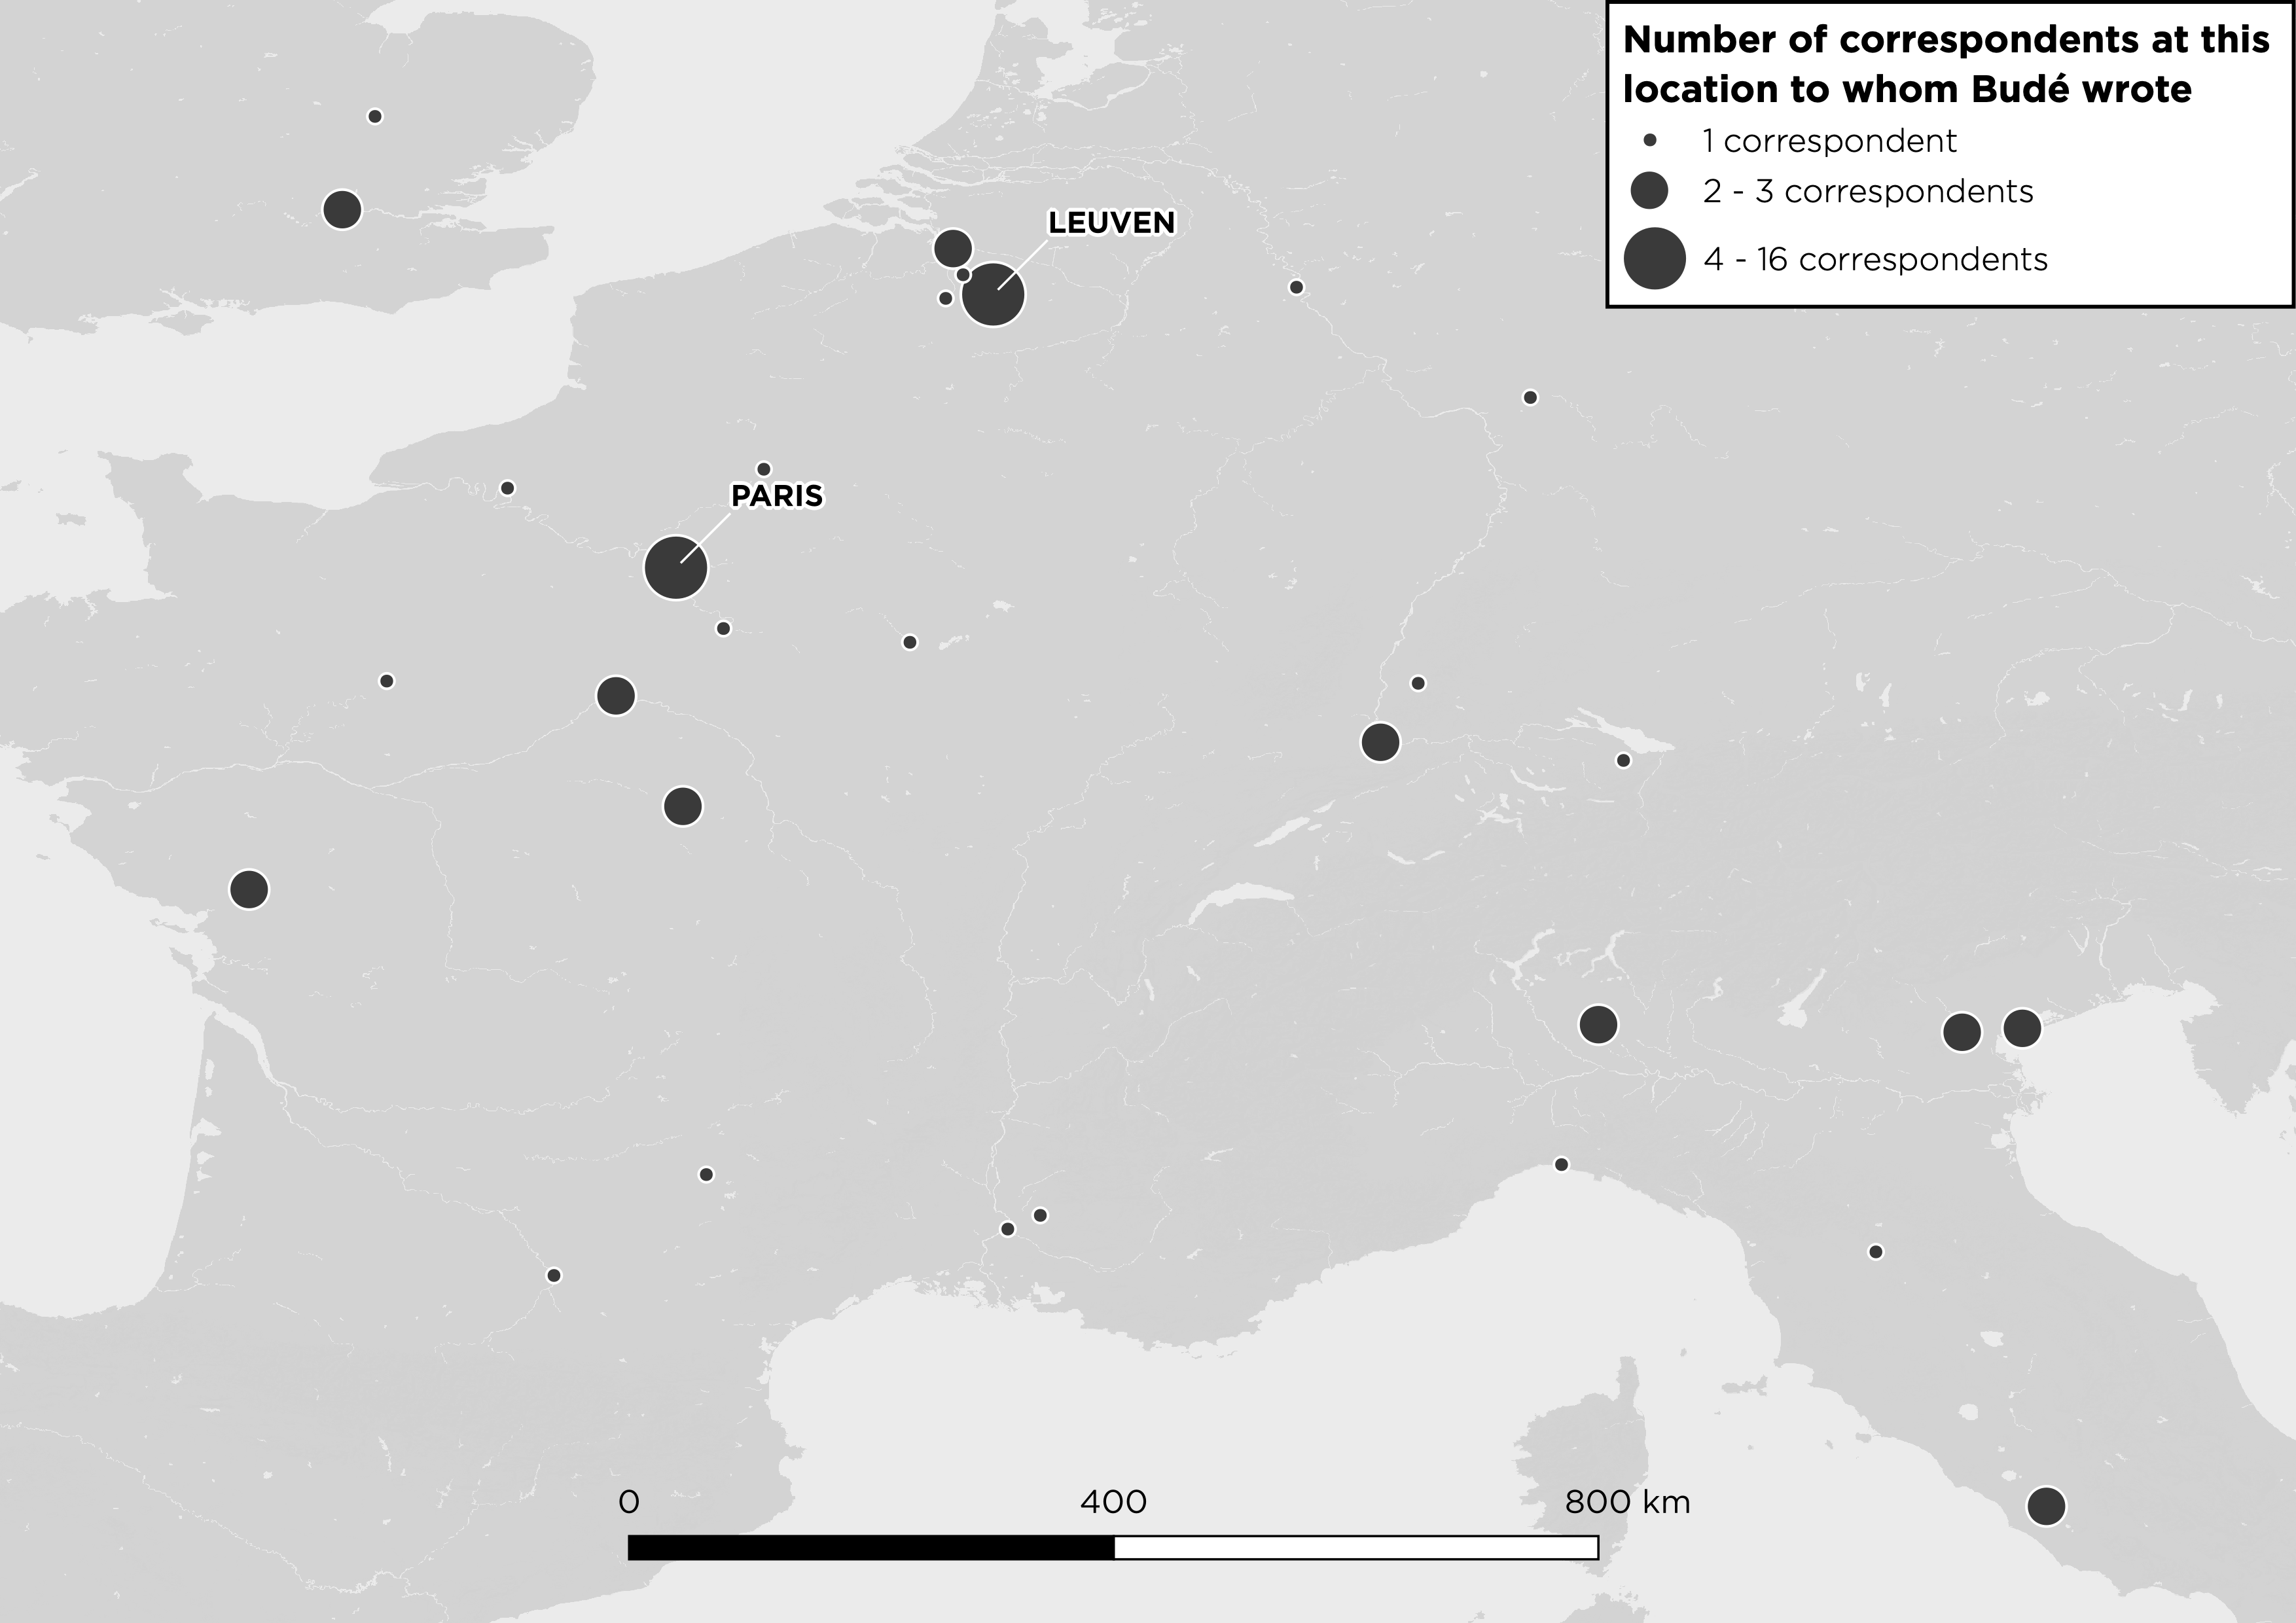 Number of correspondents at this
location to whom Budé wrote
1 correspondent
2 - 3 correspondents
4 - 16 correspondents
LEUVEN
PARIS
0 400 800 km